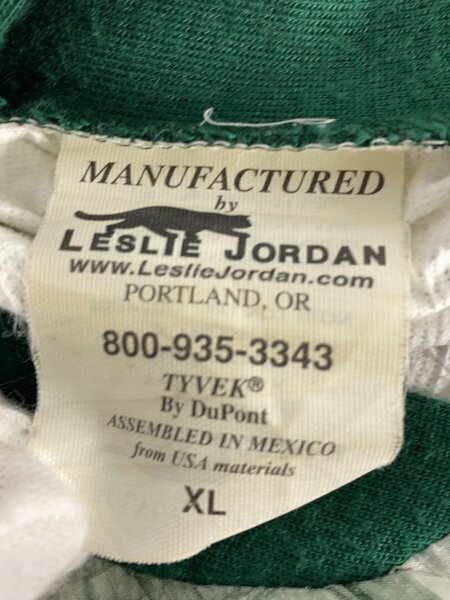 MANUFACTURED
by
LESLIE JORDAN
www.LeslieJordan.com
PORTLAND, OR
800-935-3343
TYVEK®
By DuPont
ASSEMBLED IN MEXICO
from USA materials
XL